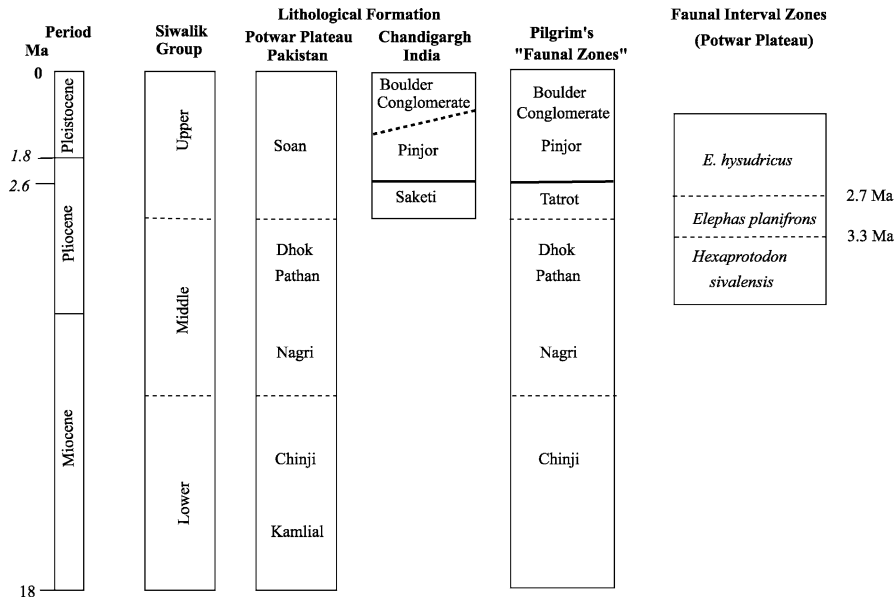 Period
Ma
Siwalik
Group
Lithological Formation
Potwar Plateau
Pakistan
Chandigargh
India
Pilgrim's
"Faunal Zones"
Faunal Interval Zones
(Potwar Plateau)
0
1.8
2.6
18
Pleistocene
Pliocene
Miocene
Upper
Middle
Lower
Soan
Dhok
Pathan
Nagri
Chinji
Kamlial
Boulder
Conglomerate
Pinjor
Saketi
Boulder
Conglomerate
Pinjor
Tatrot
Dhok
Pathan
Nagri
Chinji
E. hysudricus
2.7 Ma
Elephas planifrons
3.3 Ma
Hexaprotodon
sivalensis